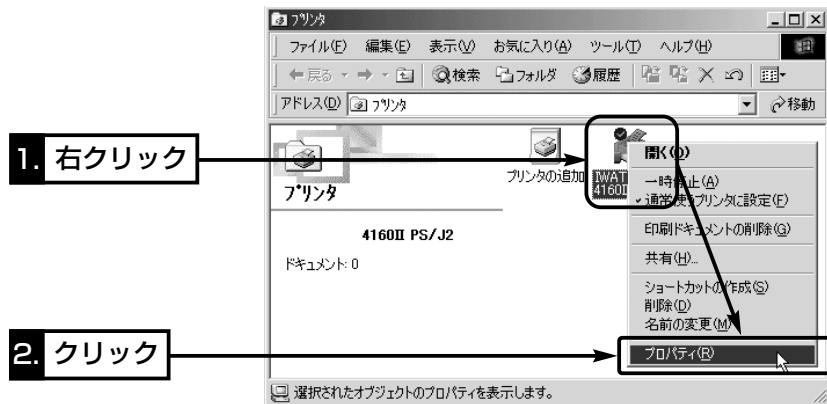 プリンタ
ファイル(F) 編集(E) 表示(V) お気に入り(A) ツール(T) ヘルプ(H)
戻る 検索 フォルダ 履歴
アドレス(D) プリンタ 移動
1. 右クリック
プリンタ
プリンタの追加
4160Ⅱ PS/J2
ドキュメント: 0
開く(O)
一時停止(A)
通常使うプリンタに設定(F)
印刷ドキュメントの削除(G)
共有(H)...
ショートカットの作成(S)
削除(D)
名前の変更(M)
プロパティ(R)
2. クリック
選択されたオブジェクトのプロパティを表示します。